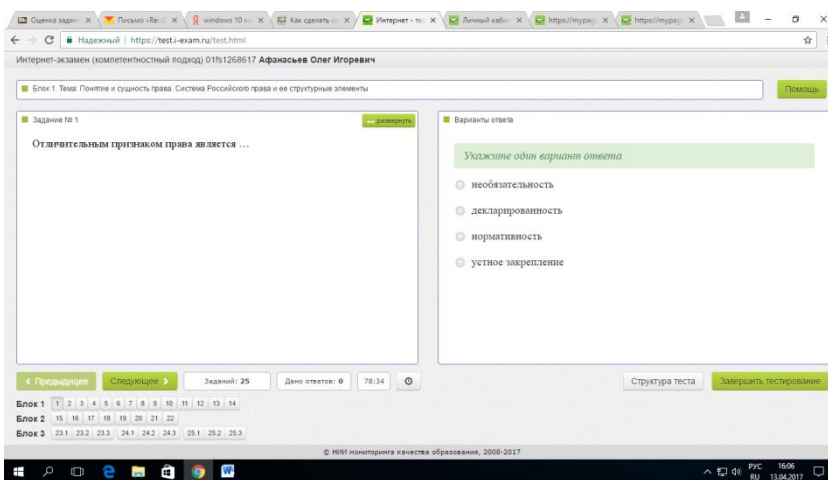 Оценка задан
Письмо «Re:
windows 10 ка
Как сделать с
Интернет - те
Личный кабин
https://mypag
https://mypag
Надежный https://test.i-exam.ru/test.html
Интернет-экзамен (компетентностный подход) 01fs1268617 Афанасьев Олег Игоревич
Блок 1. Тема: Понятие и сущность права. Система Российского права и ее структурные элементы
Помощь
Задание № 1
развернуть
Варианты ответа
Отличительным признаком права является …
Укажите один вариант ответа
необязательность
декларированность
нормативность
устное закрепление
Предыдущее
Следующее
Заданий: 25
Дано ответов: 0
78:34
Структура теста
Завершить тестирование
Блок 1 1 2 3 4 5 6 7 8 9 10 11 12 13 14
Блок 2 15 16 17 18 19 20 21 22
Блок 3 23.1 23.2 23.3 24.1 24.2 24.3 25.1 25.2 25.3
© НИИ мониторинга качества образования, 2008-2017
РУС 16:06
RU 13.04.2017